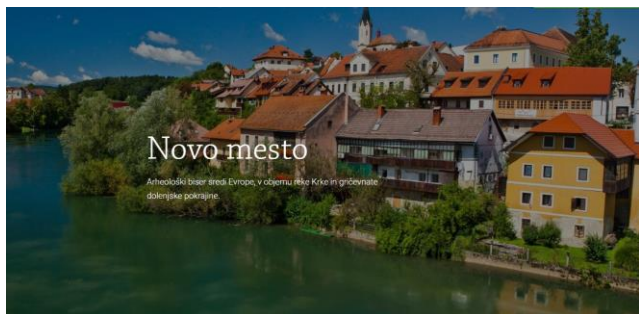 Novo mesto
Arheološki biser sredi Evrope, v objemu reke Krke in gričevnate
dolenjske pokrajine.